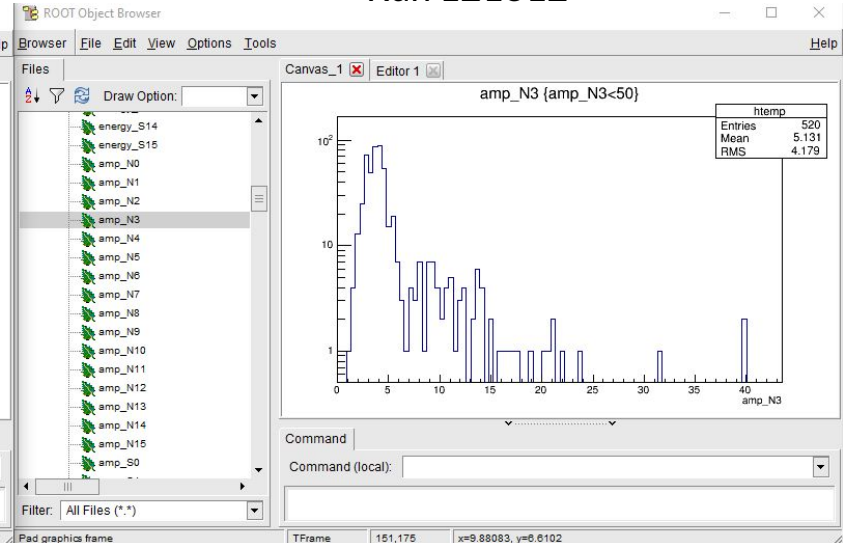 ROOT Object Browser
p Browser File Edit View Options Tools Help
Files
Canvas_1 Editor 1
Draw Option:
energy_S14
energy_S15
amp_N0
amp_N1
amp_N2
amp_N3
amp_N4
amp_N5
amp_N6
amp_N7
amp_N8
amp_N9
amp_N10
amp_N11
amp_N12
amp_N13
amp_N14
amp_N15
amp_S0
Filter: All Files (*.*)
Pad graphics frame
amp_N3 {amp_N3<50}
htemp
Entries 520
Mean 5.131
RMS 4.179
10²
10
1
0 5 10 15 20 25 30 35 40
amp_N3
Command
Command (local):
TFrame 151,175 x=9.88083, y=6.6102